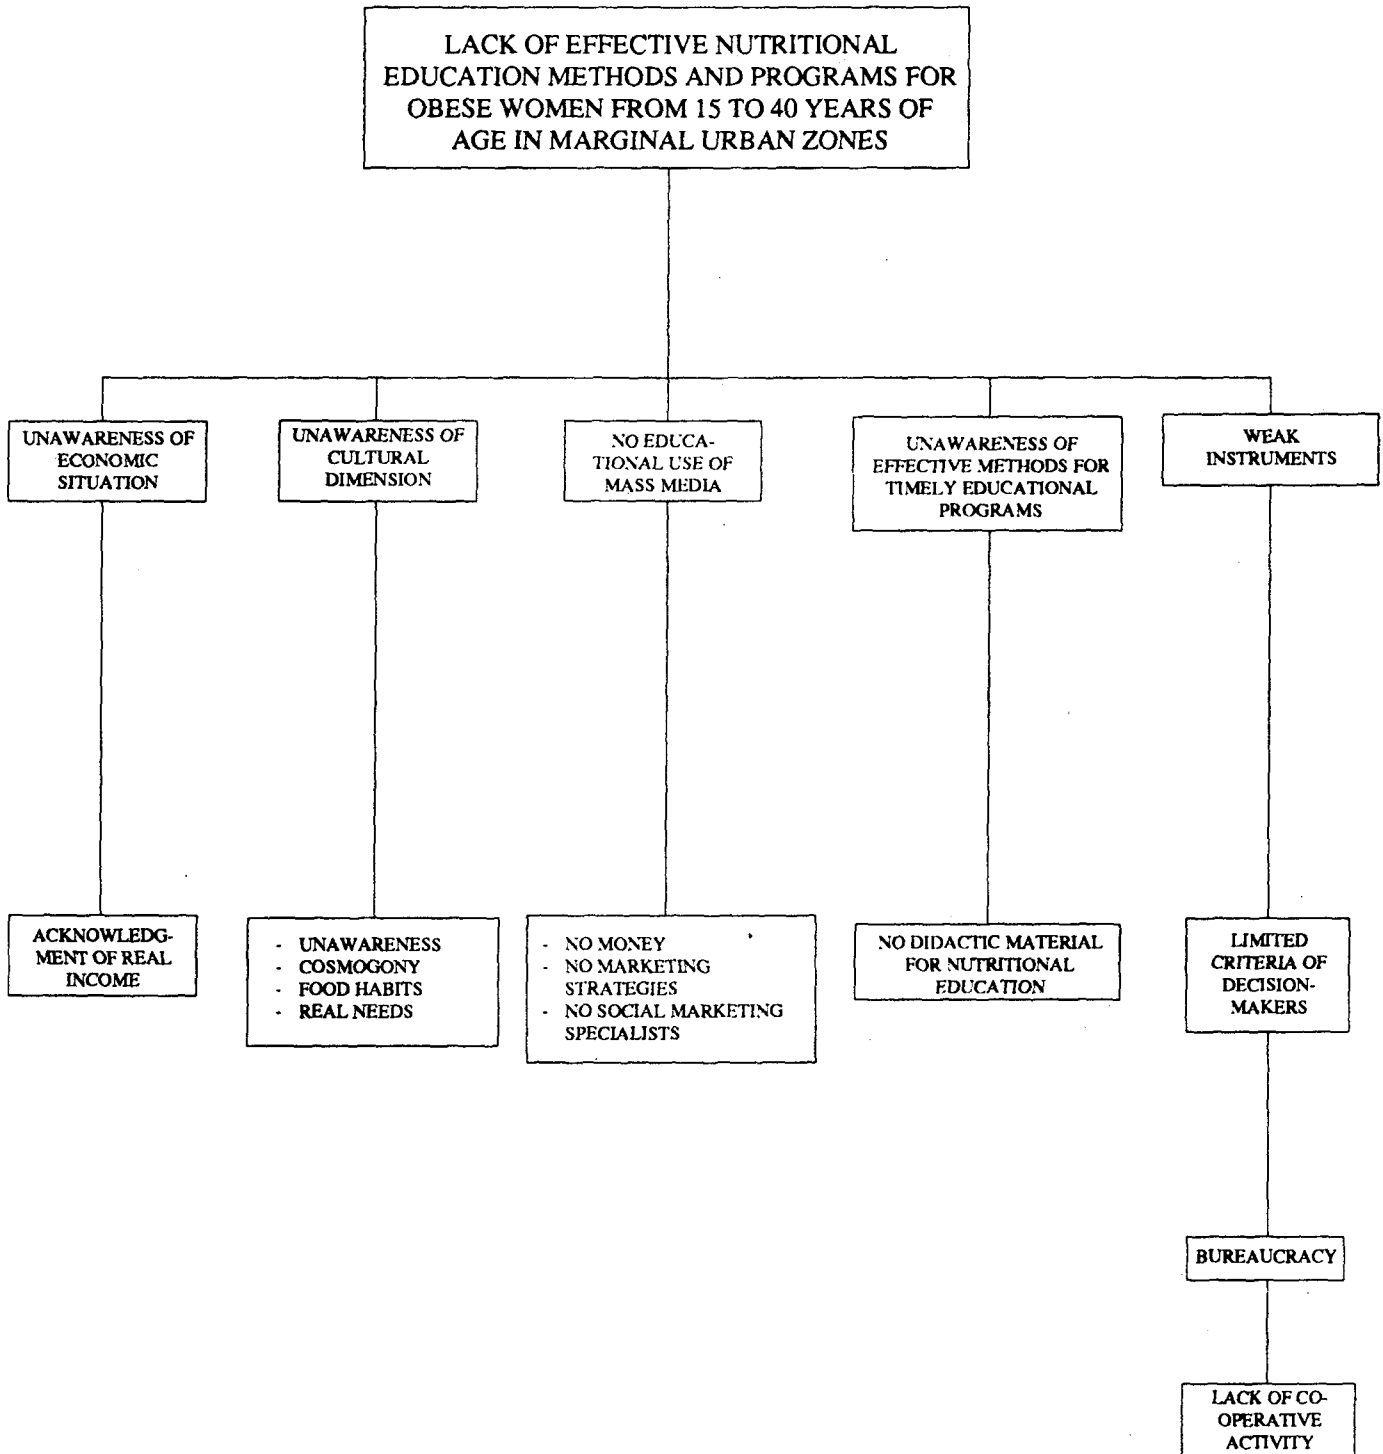 LACK OF EFFECTIVE NUTRITIONAL
EDUCATION METHODS AND PROGRAMS FOR
OBESE WOMEN FROM 15 TO 40 YEARS OF
AGE IN MARGINAL URBAN ZONES
UNAWARENESS OF
ECONOMIC
SITUATION
UNAWARENESS OF
CULTURAL
DIMENSION
NO EDUCA-
TIONAL USE OF
MASS MEDIA
UNAWARENESS OF
EFFECTIVE METHODS FOR
TIMELY EDUCATIONAL
PROGRAMS
WEAK
INSTRUMENTS
ACKNOWLEDG-
MENT OF REAL
INCOME
- UNAWARENESS
- COSMOGONY
- FOOD HABITS
- REAL NEEDS
- NO MONEY
- NO MARKETING
STRATEGIES
- NO SOCIAL MARKETING
SPECIALISTS
NO DIDACTIC MATERIAL
FOR NUTRITIONAL
EDUCATION
LIMITED
CRITERIA OF
DECISION-
MAKERS
BUREAUCRACY
LACK OF CO-
OPERATIVE
ACTIVITY